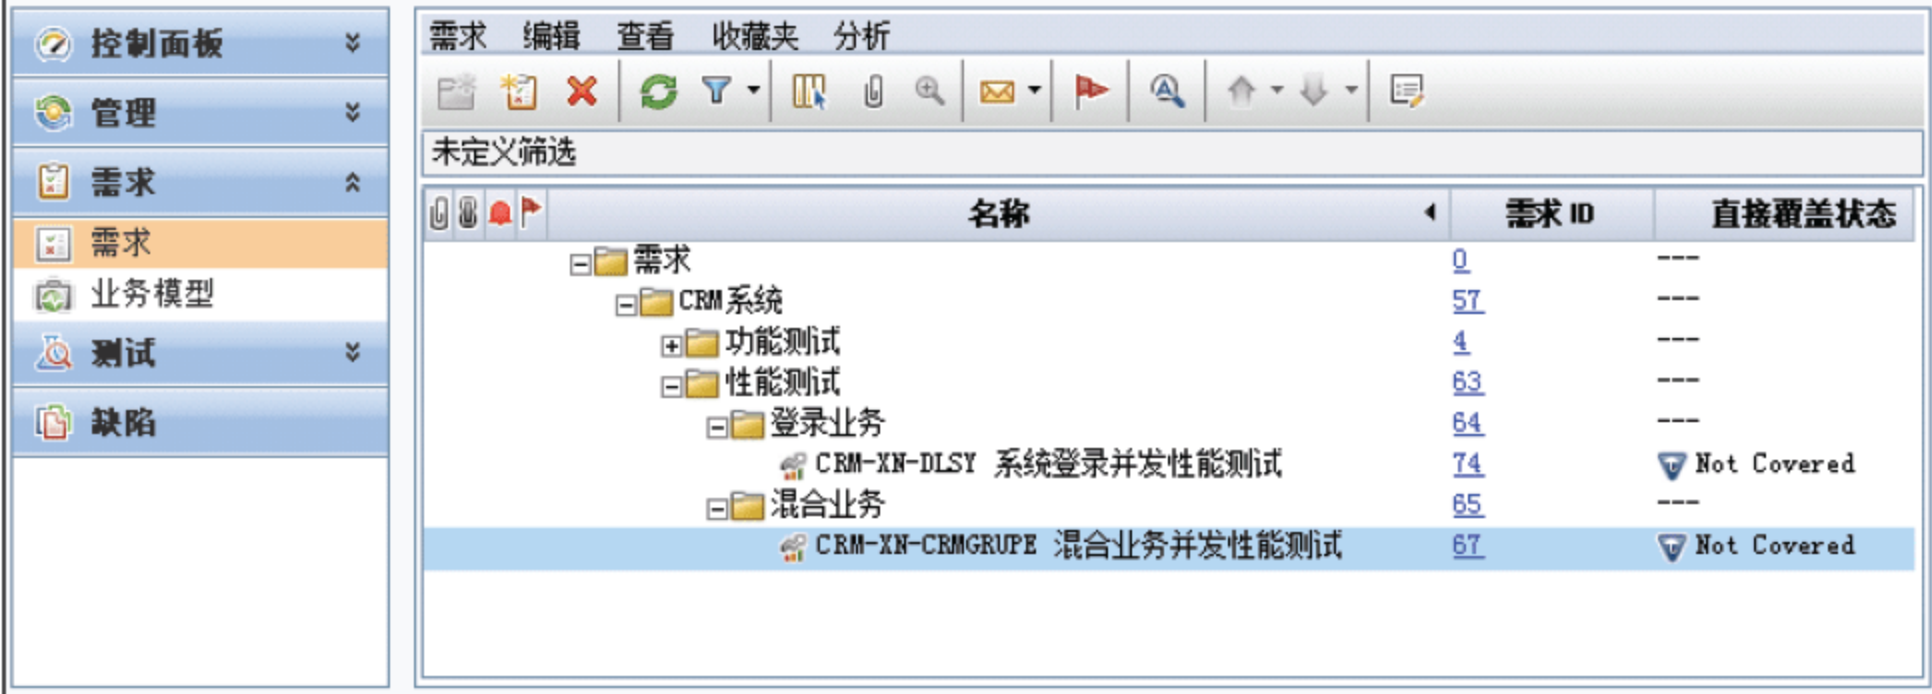 控制面板
管理
需求
需求
业务模型
测试
缺陷
需求 编辑 查看 收藏夹 分析
未定义筛选
名称 需求 ID 直接覆盖状态
需求 0 ---
CRM系统 57 ---
功能测试 4 ---
性能测试 63 ---
登录业务 64 ---
CRM-XN-DLSY 系统登录并发性能测试 74 Not Covered
混合业务 65 ---
CRM-XN-CRMGRUPE 混合业务并发性能测试 67 Not Covered